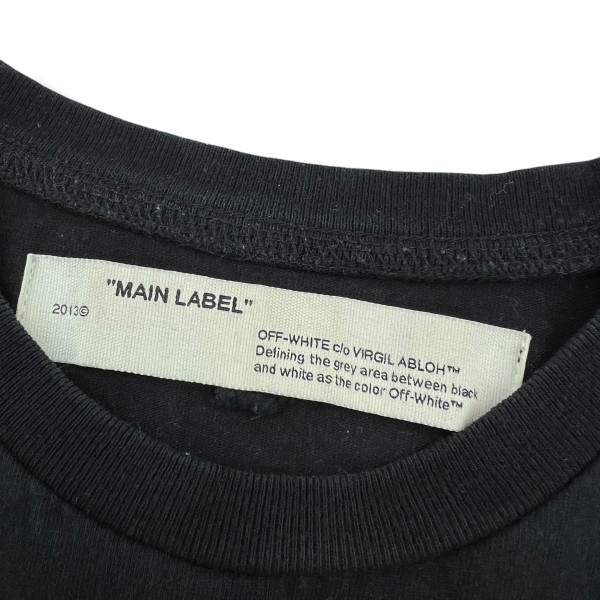 "MAIN LABEL"
2013©
OFF-WHITE c/o VIRGIL ABLOH™
Defining the grey area between black
and white as the color Off-White™